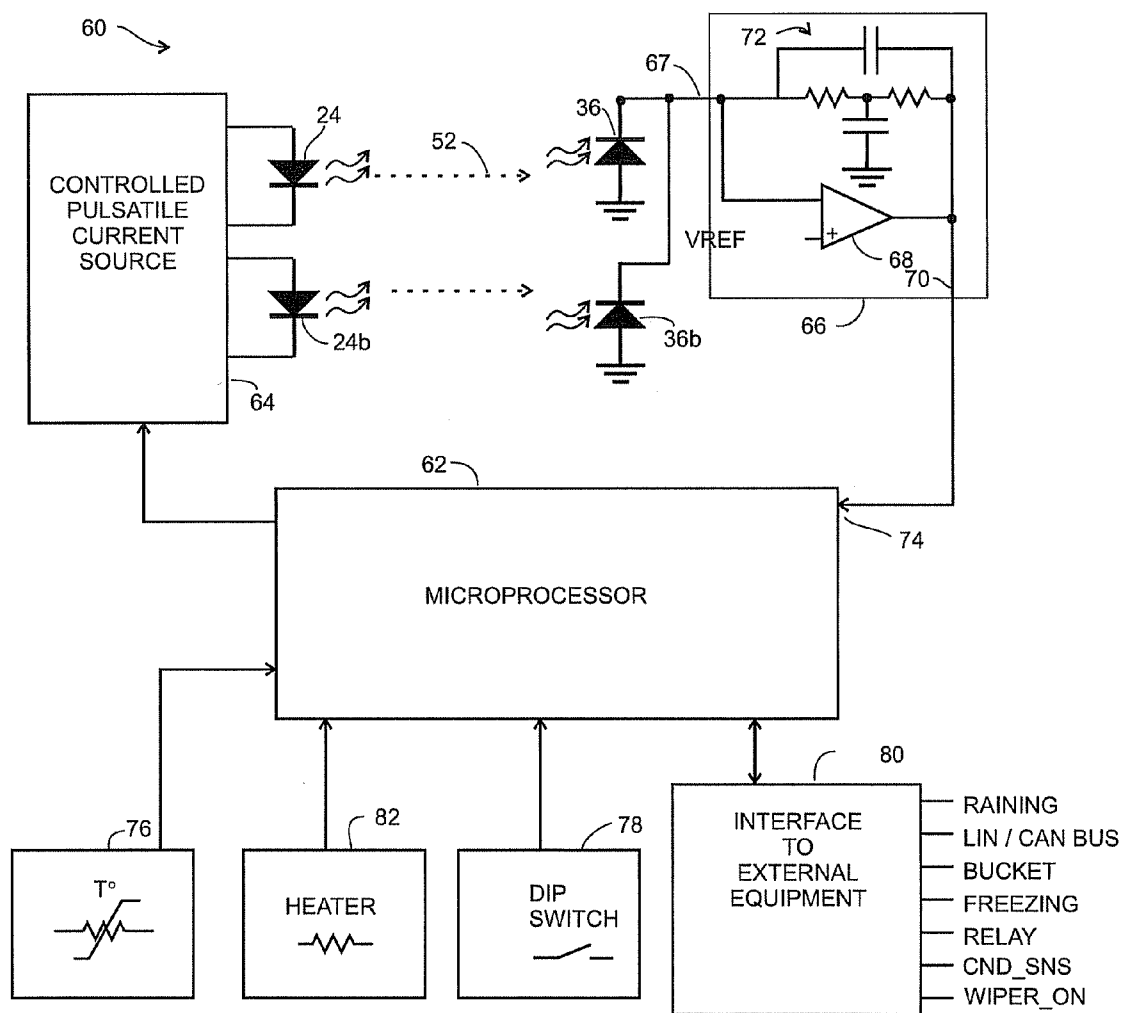 60
72
67
24
52
36
CONTROLLED
PULSATILE
CURRENT
SOURCE
VREF
+
68
70
24b
36b
66
64
62
74
MICROPROCESSOR
80
76
82
78
T°
HEATER
DIP
SWITCH
INTERFACE
TO
EXTERNAL
EQUIPMENT
RAINING
LIN / CAN BUS
BUCKET
FREEZING
RELAY
CND_SNS
WIPER_ON